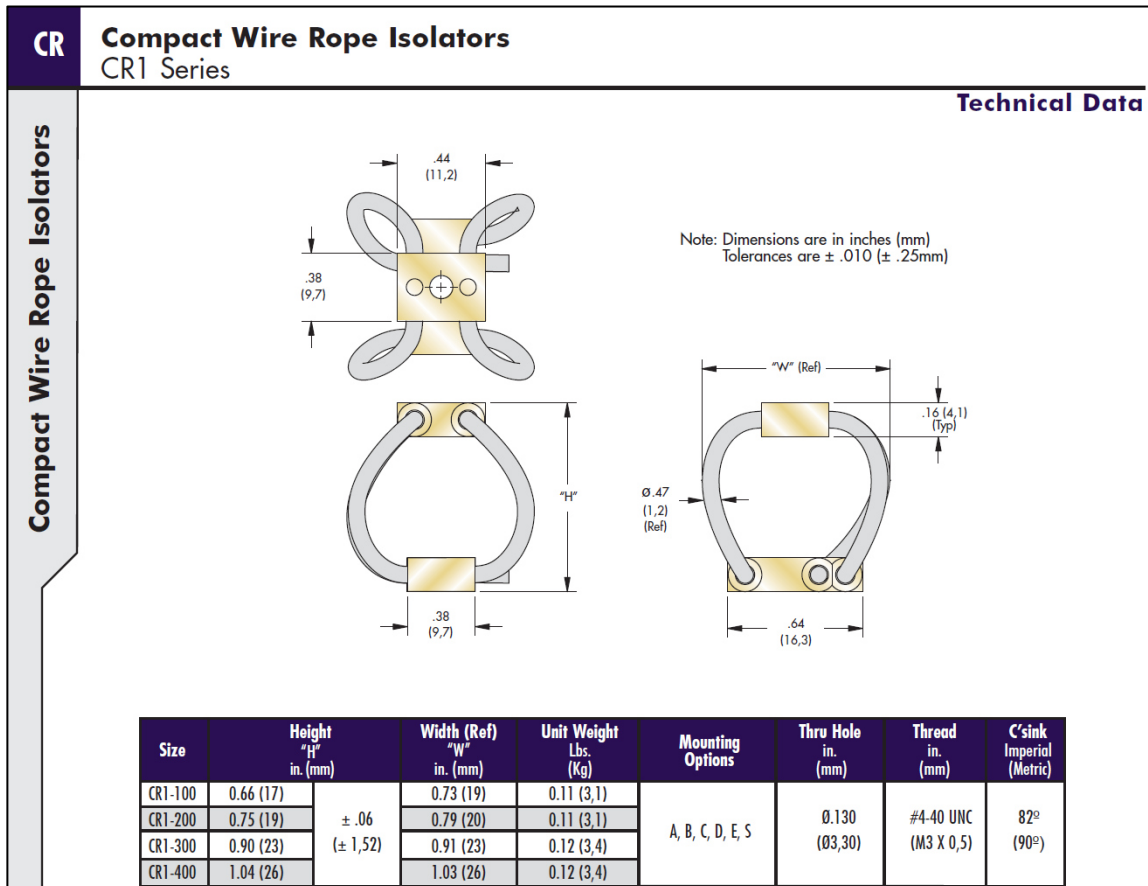 CR
Compact Wire Rope Isolators
CR1 Series
Technical Data
Compact Wire Rope Isolators
.44
(11,2)
.38
(9,7)
Note: Dimensions are in inches (mm)
Tolerances are ± .010 (± .25mm)
"W" (Ref)
.16 (4,1)
(Typ)
"H"
Ø.47
(1,2)
(Ref)
.38
(9,7)
.64
(16,3)
Size
Height
"H"
in. (mm)
Width (Ref)
"W"
in. (mm)
Unit Weight
Lbs.
(Kg)
Mounting
Options
Thru Hole
in.
(mm)
Thread
in.
(mm)
C'sink
Imperial
(Metric)
CR1-100 0.66 (17) 0.73 (19) 0.11 (3,1)
CR1-200 0.75 (19) 0.79 (20) 0.11 (3,1)
CR1-300 0.90 (23) 0.91 (23) 0.12 (3,4)
CR1-400 1.04 (26) 1.03 (26) 0.12 (3,4)
± .06
(± 1,52)
A, B, C, D, E, S
Ø.130
(Ø3,30)
#4-40 UNC
(M3 X 0,5)
82º
(90º)